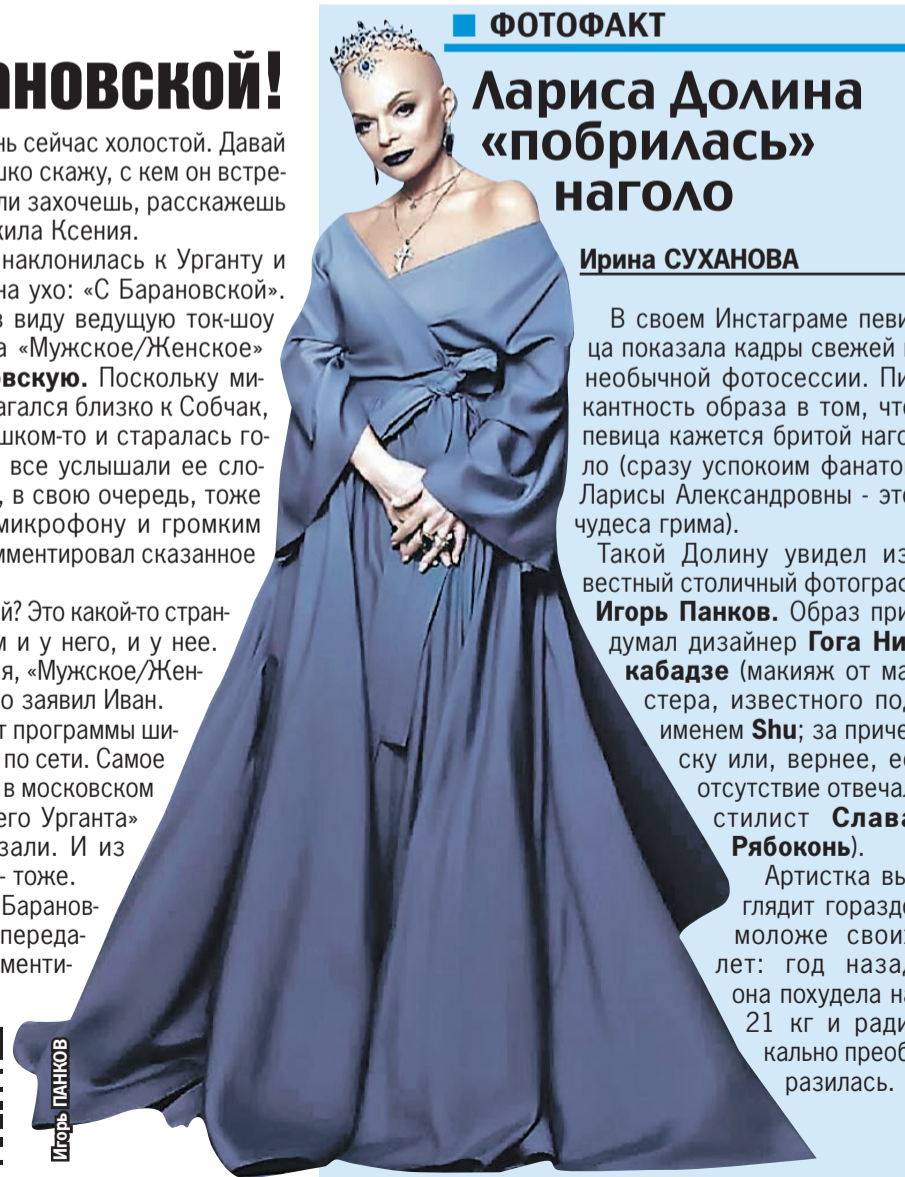 ановской!
нь сейчас холостой. Давай
шко скажу, с кем он встре-
ли захочешь, расскажешь
жила Ксения.
наклонилась к Урганту и
на ухо: «С Барановской».
в виду ведущую ток-шоу
а «Мужское/Женское»
овскую. Поскольку ми-
агался близко к Собчак,
шком-то и старалась го-
все услышали ее сло-
, в свою очередь, тоже
микрофону и громким
мментировал сказанное
й? Это какой-то стран-
м и у него, и у нее.
я, «Мужское/Жен-
о заявил Иван.
т программы ши-
по сети. Самое
в московском
его Урганта»
зали. И из
- тоже.
Баранов-
переда-
менти-
Игорь ПАНКОВ
ФОТОФАКТ
Лариса Долина
«побрилась»
наголо
Ирина СУХАНОВА
В своем Инстаграме певи
ца показала кадры свежей
необычной фотосессии. Пи
кантность образа в том, чт
певица кажется бритой наго
ло (сразу успокоим фанато
Ларисы Александровны - это
чудеса грима).
Такой Долину увидел из
вестный столичный фотограф
Игорь Панков. Образ при
думал дизайнер Гога Ни
кабадзе (макияж от ма
стера, известного под
именем Shu; за приче
ску или, вернее, ее
отсутствие отвечал
стилист Слава
Рябоконь).
Артистка вы
глядит гораздо
моложе своих
лет: год назад
она похудела на
21 кг и ради
кально преоб
разилась.